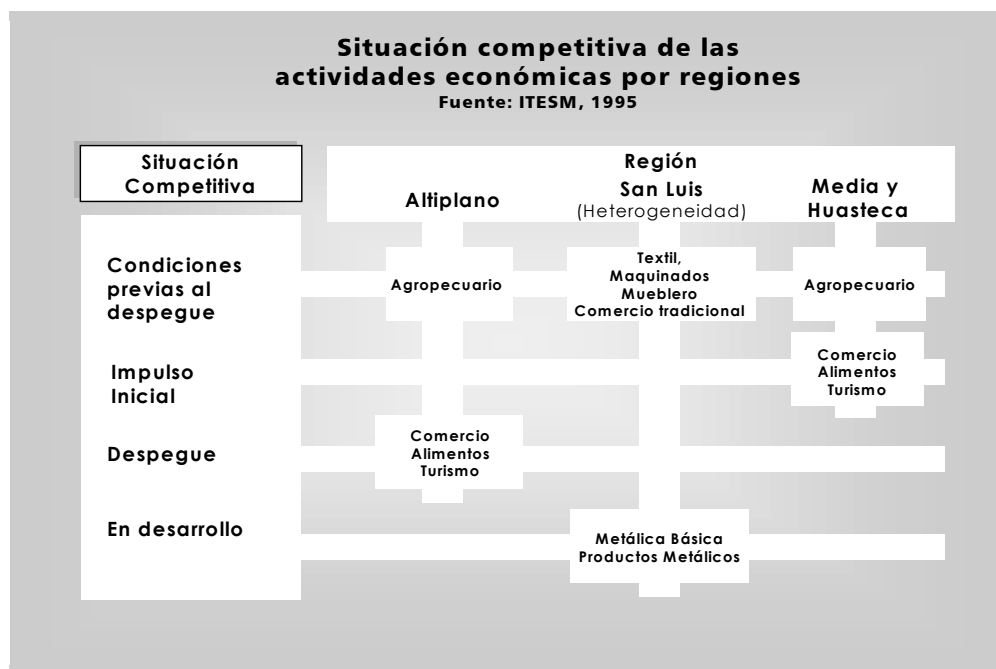 Situación competitiva de las
actividades económicas por regiones
Fuente: ITESM, 1995
Situación
Competitiva
Región
Altiplano
San Luis
(Heterogeneidad)
Media y
Huasteca
Condiciones
previas al
despegue
Agropecuario
Textil,
Maquinados
Mueblero
Comercio tradicional
Agropecuario
Impulso
Inicial
Comercio
Alimentos
Turismo
Despegue
Comercio
Alimentos
Turismo
En desarrollo
Metálica Básica
Productos Metálicos